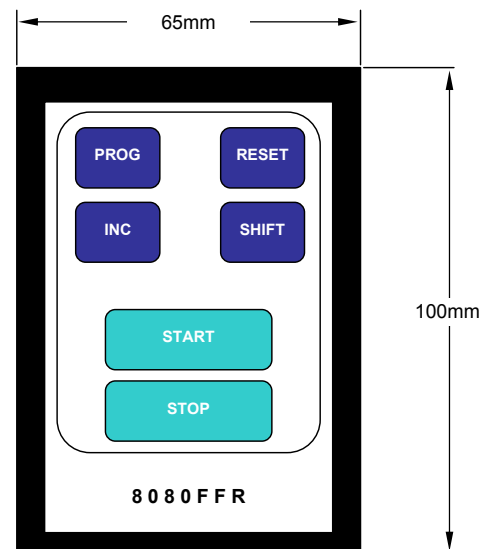 65mm
PROG RESET
INC SHIFT
100mm
START
STOP
8080FFR